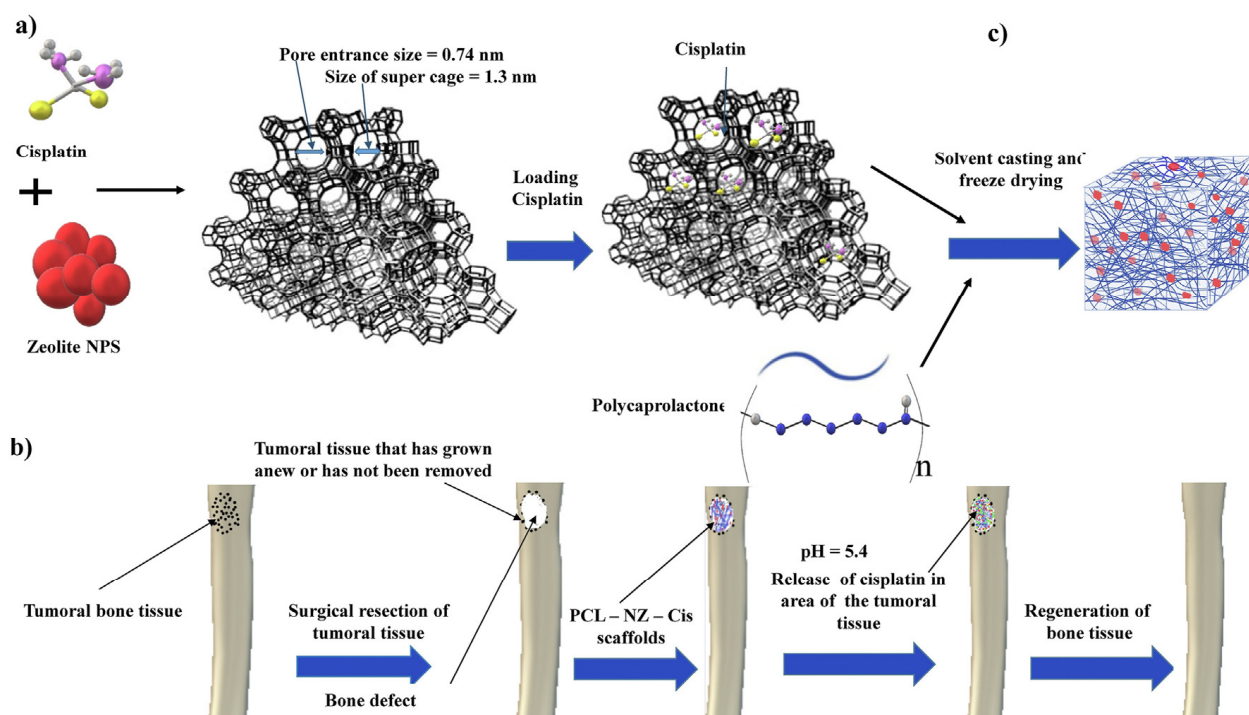 a)
Cisplatin
+
Zeolite NPS
Pore entrance size = 0.74 nm
Size of super cage = 1.3 nm
Loading
Cisplatin
Cisplatin
c)
Solvent casting and
freeze drying
Polycaprolactone
n
b)
Tumoral bone tissue
Tumoral tissue that has grown
anew or has not been removed
Surgical resection of
tumoral tissue
Bone defect
PCL – NZ – Cis
scaffolds
pH = 5.4
Release of cisplatin in
area of the tumoral
tissue
Regeneration of
bone tissue